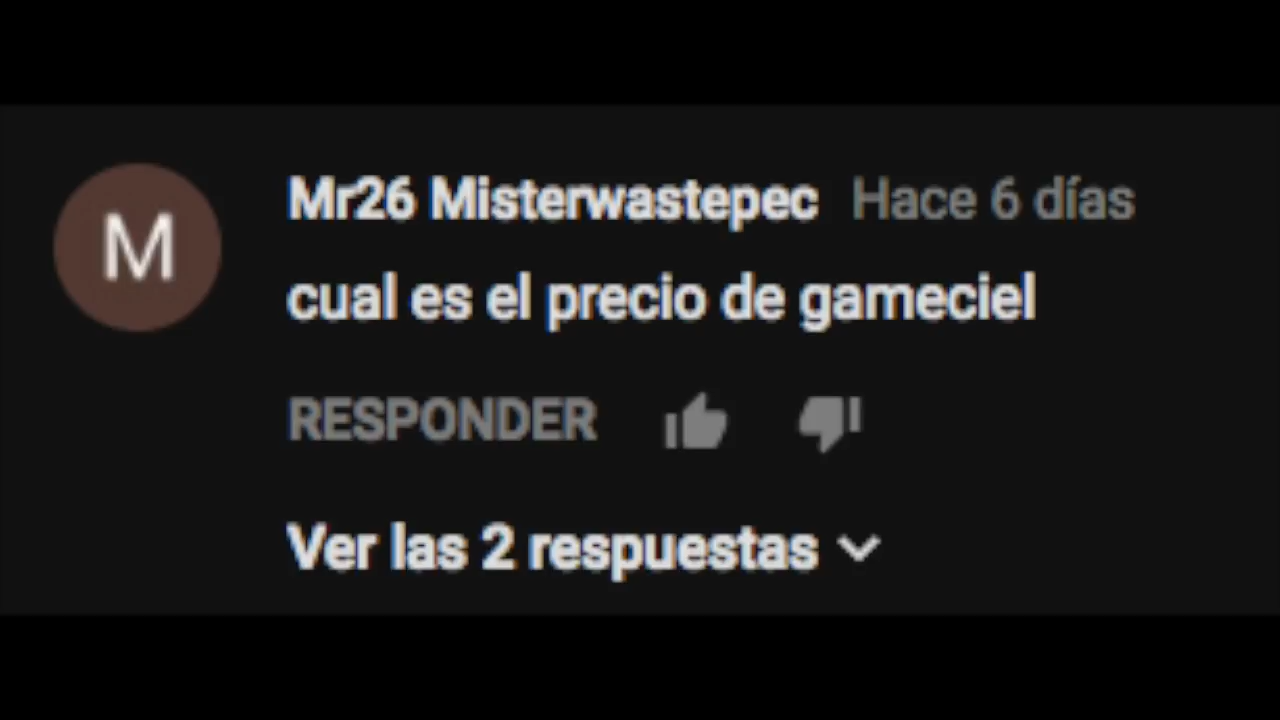 M
Mr26 Misterwastepec Hace 6 días
cual es el precio de gameciel
RESPONDER
Ver las 2 respuestas